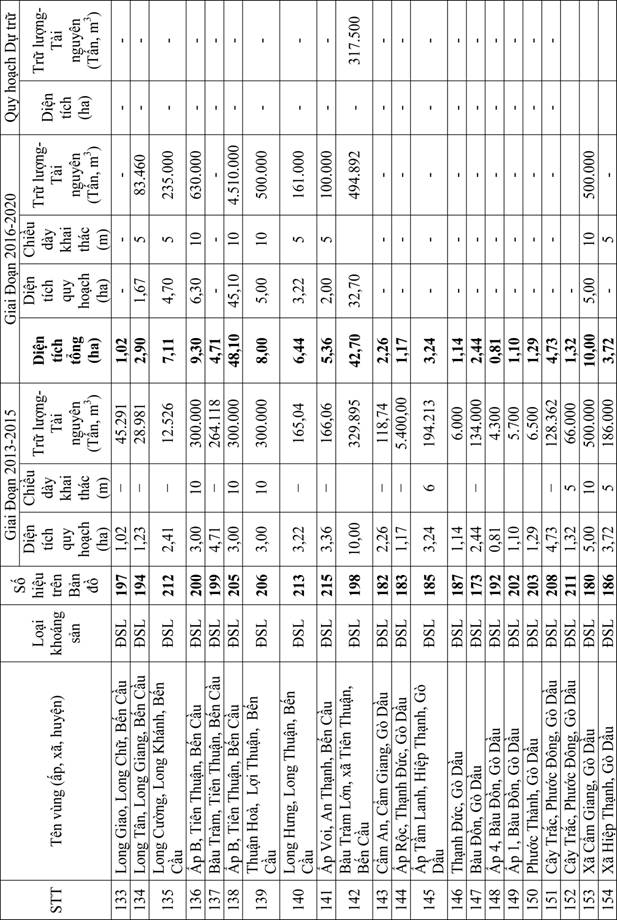 STT | Tên vùng (ấp, xã, huyện) | Loại khoáng sản | Số hiệu trên Bản đồ | Giai Đoạn 2013-2015 | Diện tích tổng (ha) | Giai Đoạn 2016-2020 | Quy hoạch Dự trữ
Diện tích quy hoạch (ha) | Chiều dày khai thác (m) | Trữ lượng-Tài nguyên (Tấn, m³) | Diện tích quy hoạch (ha) | Chiều dày khai thác (m) | Trữ lượng-Tài nguyên (Tấn, m³) | Diện tích (ha) | Trữ lượng-Tài nguyên (Tấn, m³)
133 | Long Giao, Long Chữ, Bến Cầu | ĐSL | 197 | 1,02 | – | 45.291 | 1,02 | - | - | - | - | -
134 | Long Tân, Long Giang, Bến Cầu | ĐSL | 194 | 1,23 | – | 28.981 | 2,90 | 1,67 | 5 | 83.460 | - | -
135 | Long Cường, Long Khánh, Bến Cầu | ĐSL | 212 | 2,41 | – | 12.526 | 7,11 | 4,70 | 5 | 235.000 | - | -
136 | Ấp B, Tiên Thuận, Bến Cầu | ĐSL | 200 | 3,00 | 10 | 300.000 | 9,30 | 6,30 | 10 | 630.000 | - | -
137 | Bàu Trâm, Tiên Thuận, Bến Cầu | ĐSL | 199 | 4,71 | – | 264.118 | 4,71 | - | - | - | - | -
138 | Ấp B, Tiên Thuận, Bến Cầu | ĐSL | 205 | 3,00 | 10 | 300.000 | 48,10 | 45,10 | 10 | 4.510.000 | - | -
139 | Thuận Hoà, Lợi Thuận, Bến Cầu | ĐSL | 206 | 3,00 | 10 | 300.000 | 8,00 | 5,00 | 10 | 500.000 | - | -
140 | Long Hưng, Long Thuận, Bến Cầu | ĐSL | 213 | 3,22 | – | 165,04 | 6,44 | 3,22 | 5 | 161.000 | - | -
141 | Ấp Voi, An Thạnh, Bến Cầu | ĐSL | 215 | 3,36 | – | 166,06 | 5,36 | 2,00 | 5 | 100.000 | - | -
142 | Bàu Tràm Lớn, xã Tiên Thuận, Bến Cầu | ĐSL | 198 | 10,00 | 329.895 | 42,70 | 32,70 | 494.892 | - | 317.500
143 | Cẩm An, Cẩm Giang, Gò Dầu | ĐSL | 182 | 2,26 | – | 118,74 | 2,26 | - | - | - | - | -
144 | Ấp Rộc, Thạnh Đức, Gò Dầu | ĐSL | 183 | 1,17 | – | 5.400,00 | 1,17 | - | - | - | - | -
145 | Ấp Tầm Lanh, Hiệp Thạnh, Gò Dầu | ĐSL | 185 | 3,24 | 6 | 194.213 | 3,24 | - | - | - | - | -
146 | Thạnh Đức, Gò Dầu | ĐSL | 187 | 1,14 | 6.000 | 1,14 | - | - | - | - | -
147 | Bàu Đồn, Gò Dầu | ĐSL | 173 | 2,44 | – | 134.000 | 2,44 | - | - | - | - | -
148 | Ấp 4, Bàu Đồn, Gò Dầu | ĐSL | 192 | 0,81 | – | 4.300 | 0,81 | - | - | - | - | -
149 | Ấp 1, Bàu Đồn, Gò Dầu | ĐSL | 202 | 1,10 | 5.700 | 1,10 | - | - | - | - | -
150 | Phước Thành, Gò Dầu | ĐSL | 203 | 1,29 | 6.500 | 1,29 | - | - | - | - | -
151 | Cây Trắc, Phước Đông, Gò Dầu | ĐSL | 208 | 4,73 | – | 128.362 | 4,73 | - | - | - | - | -
152 | Cây Trắc, Phước Đông, Gò Dầu | ĐSL | 211 | 1,32 | 5 | 66.000 | 1,32 | - | - | -
153 | Xã Cẩm Giang, Gò Dầu | ĐSL | 180 | 5,00 | 10 | 500.000 | 10,00 | 5,00 | 10 | 500.000
154 | Xã Hiệp Thạnh, Gò Dầu | ĐSL | 186 | 3,72 | 5 | 186.000 | 3,72 | - | 5 | -